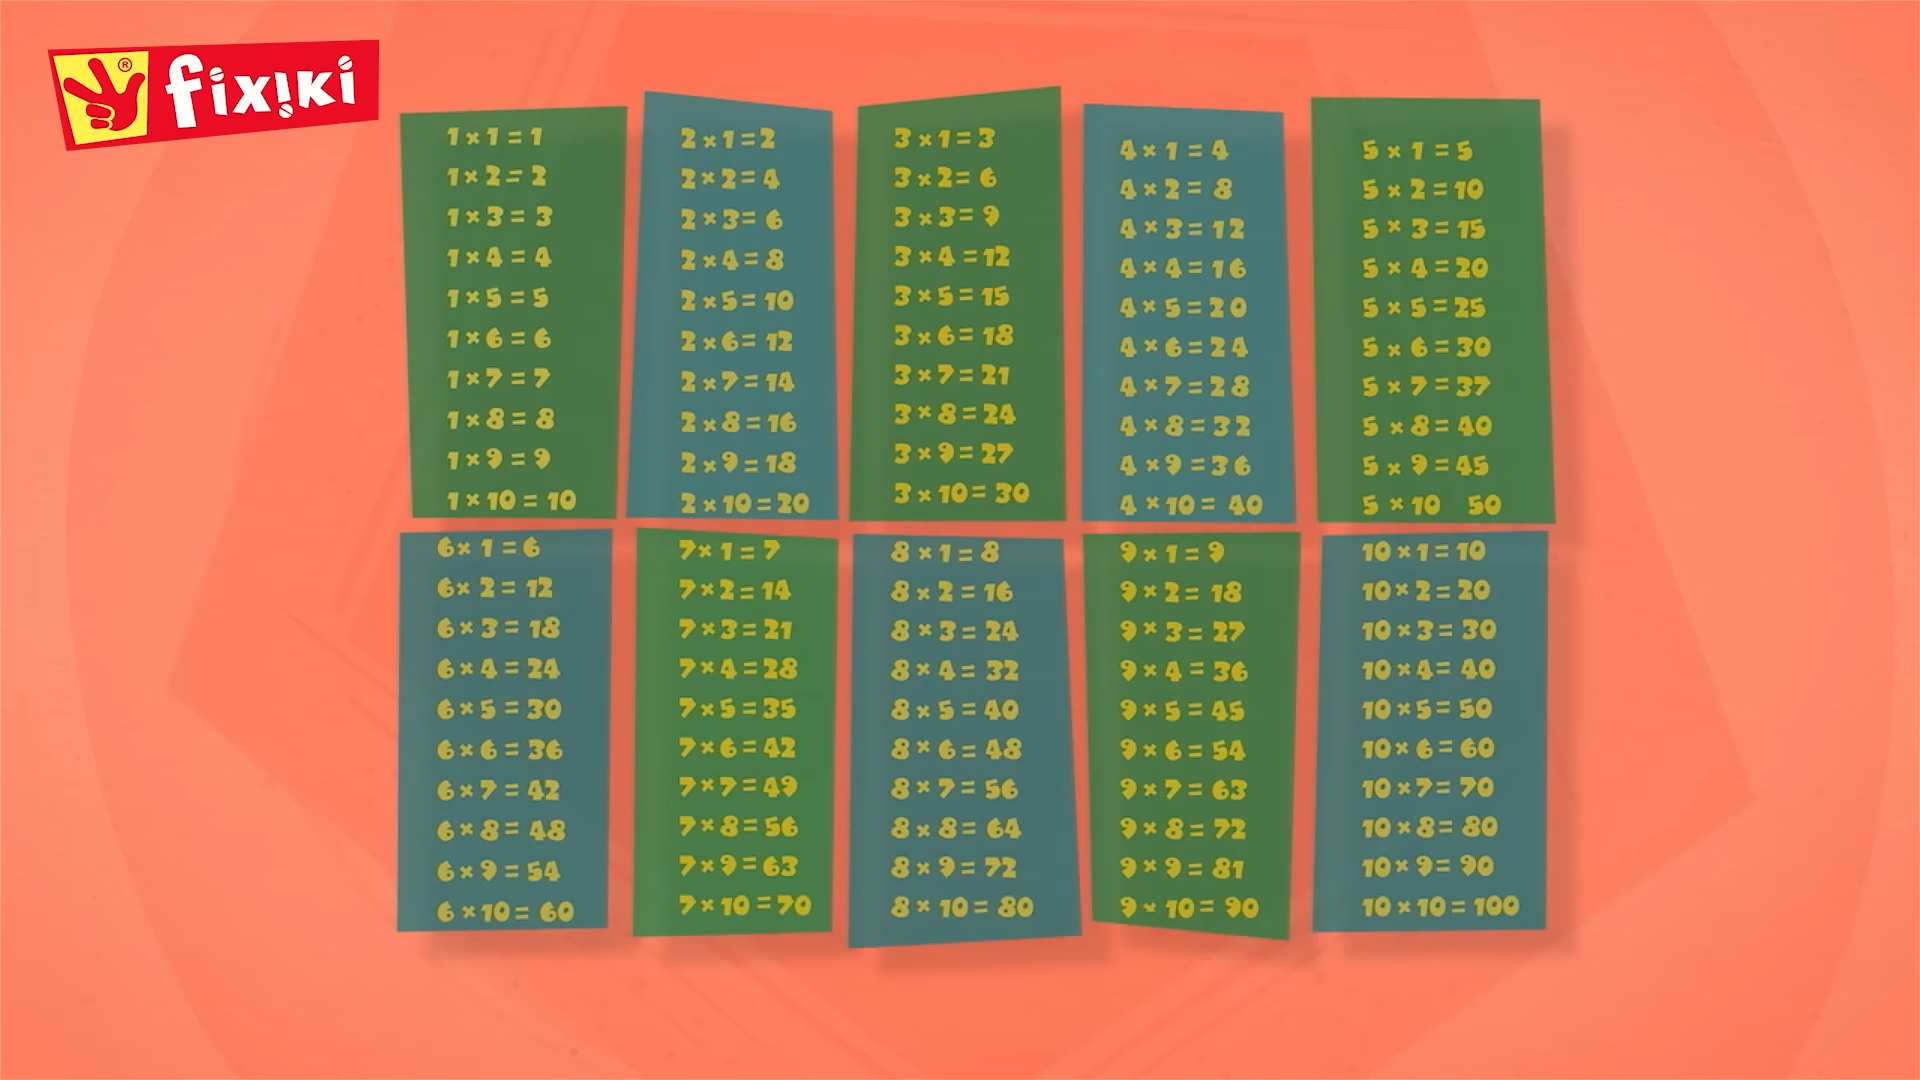 fixiki
1 × 1 = 1
1 × 2 = 2
1 × 3 = 3
1 × 4 = 4
1 × 5 = 5
1 × 6 = 6
1 × 7 = 7
1 × 8 = 8
1 × 9 = 9
1 × 10 = 10
2 × 1 = 2
2 × 2 = 4
2 × 3 = 6
2 × 4 = 8
2 × 5 = 10
2 × 6 = 12
2 × 7 = 14
2 × 8 = 16
2 × 9 = 18
2 × 10 = 20
3 × 1 = 3
3 × 2 = 6
3 × 3 = 9
3 × 4 = 12
3 × 5 = 15
3 × 6 = 18
3 × 7 = 21
3 × 8 = 24
3 × 9 = 27
3 × 10 = 30
4 × 1 = 4
4 × 2 = 8
4 × 3 = 12
4 × 4 = 16
4 × 5 = 20
4 × 6 = 24
4 × 7 = 28
4 × 8 = 32
4 × 9 = 36
4 × 10 = 40
5 × 1 = 5
5 × 2 = 10
5 × 3 = 15
5 × 4 = 20
5 × 5 = 25
5 × 6 = 30
5 × 7 = 37
5 × 8 = 40
5 × 9 = 45
5 × 10 50
6 × 1 = 6
6 × 2 = 12
6 × 3 = 18
6 × 4 = 24
6 × 5 = 30
6 × 6 = 36
6 × 7 = 42
6 × 8 = 48
6 × 9 = 54
6 × 10 = 60
7 × 1 = 7
7 × 2 = 14
7 × 3 = 21
7 × 4 = 28
7 × 5 = 35
7 × 6 = 42
7 × 7 = 49
7 × 8 = 56
7 × 9 = 63
7 × 10 = 70
8 × 1 = 8
8 × 2 = 16
8 × 3 = 24
8 × 4 = 32
8 × 5 = 40
8 × 6 = 48
8 × 7 = 56
8 × 8 = 64
8 × 9 = 72
8 × 10 = 80
9 × 1 = 9
9 × 2 = 18
9 × 3 = 27
9 × 4 = 36
9 × 5 = 45
9 × 6 = 54
9 × 7 = 63
9 × 8 = 72
9 × 9 = 81
9 × 10 = 90
10 × 1 = 10
10 × 2 = 20
10 × 3 = 30
10 × 4 = 40
10 × 5 = 50
10 × 6 = 60
10 × 7 = 70
10 × 8 = 80
10 × 9 = 90
10 × 10 = 100